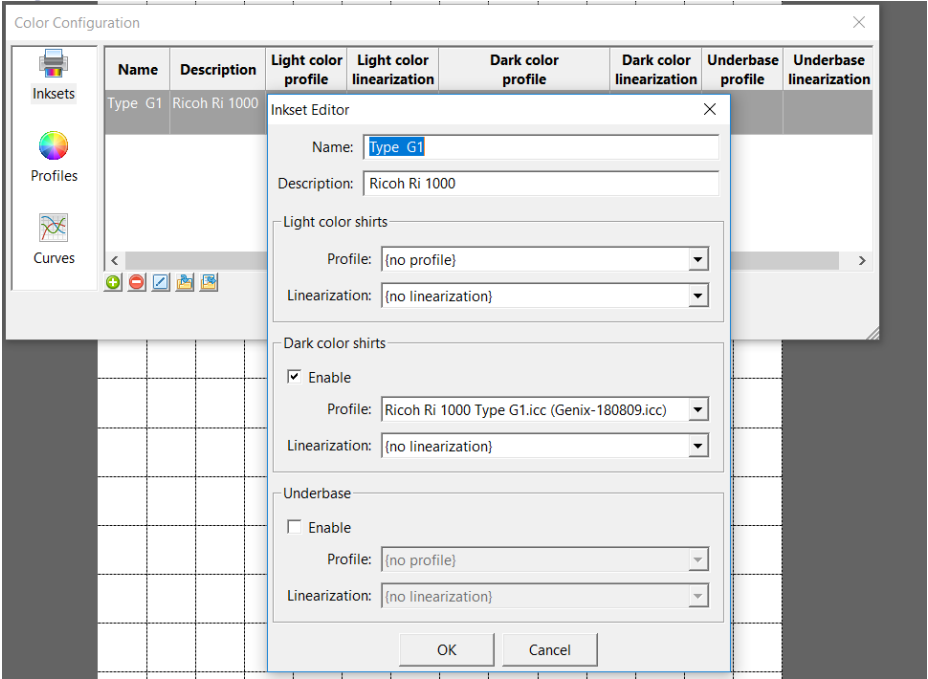 Color Configuration
Inksets
Profiles
Curves
Name Description Light color profile Light color linearization Dark color profile Dark color linearization Underbase profile Underbase linearization
Type  G1 Ricoh Ri 1000
Inkset Editor
Name: Type  G1
Description: Ricoh Ri 1000
Light color shirts
Profile: {no profile}
Linearization: {no linearization}
Dark color shirts
Enable
Profile: Ricoh Ri 1000 Type G1.icc (Genix-180809.icc)
Linearization: {no linearization}
Underbase
Enable
Profile: {no profile}
Linearization: {no linearization}
OK Cancel